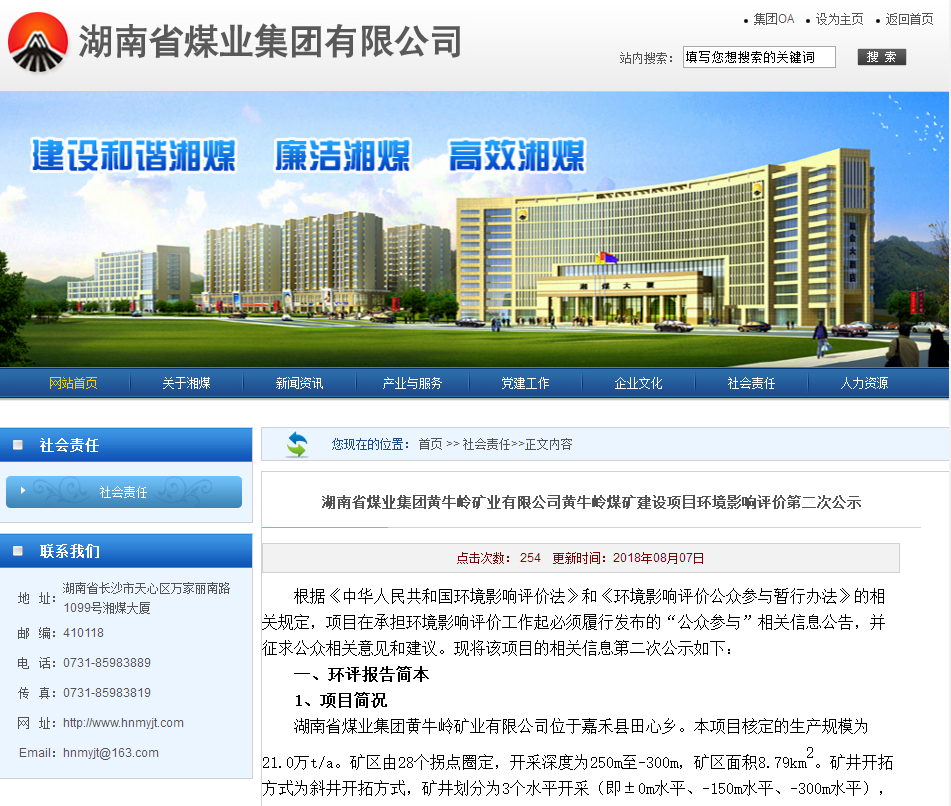 集团OA 设为主页 返回首页
湖南省煤业集团有限公司
站内搜索： 填写您想搜索的关键词 搜 索
建设和谐湘煤 廉洁湘煤 高效湘煤
湘 煤 大 厦
网站首页 关于湘煤 新闻资讯 产业与服务 党建工作 企业文化 社会责任 人力资源
社会责任
社会责任
联系我们
地 址： 湖南省长沙市天心区万家丽南路
1099号湘煤大厦
邮 编： 410118
电 话： 0731-85983889
传 真： 0731-85983819
网 址： http://www.hnmyjt.com
Email： hnmyjt@163.com
您现在的位置： 首页 >> 社会责任>>正文内容
湖南省煤业集团黄牛岭矿业有限公司黄牛岭煤矿建设项目环境影响评价第二次公示
点击次数： 254 更新时间：2018年08月07日
根据《中华人民共和国环境影响评价法》和《环境影响评价公众参与暂行办法》的相
关规定，项目在承担环境影响评价工作起必须履行发布的“公众参与”相关信息公告，并
征求公众相关意见和建议。现将该项目的相关信息第二次公示如下：
一、环评报告简本
1、项目简况
湖南省煤业集团黄牛岭矿业有限公司位于嘉禾县田心乡。本项目核定的生产规模为
21.0万t/a。矿区由28个拐点圈定，开采深度为250m至-300m，矿区面积8.79km²。矿井开拓
方式为斜井开拓方式，矿井划分为3个水平开采（即±0m水平、-150m水平、-300m水平），